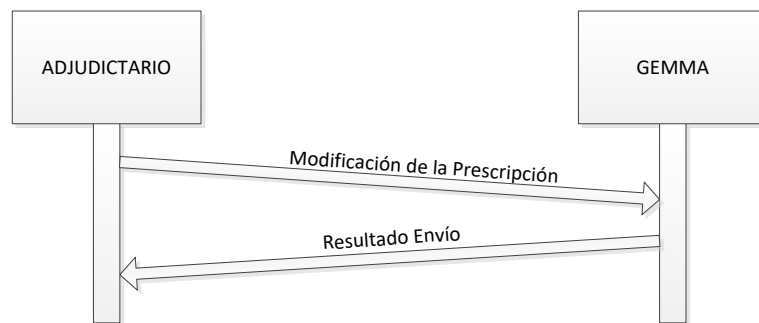 ADJUDICTARIO
GEMMA
Modificación de la Prescripción
Resultado Envío